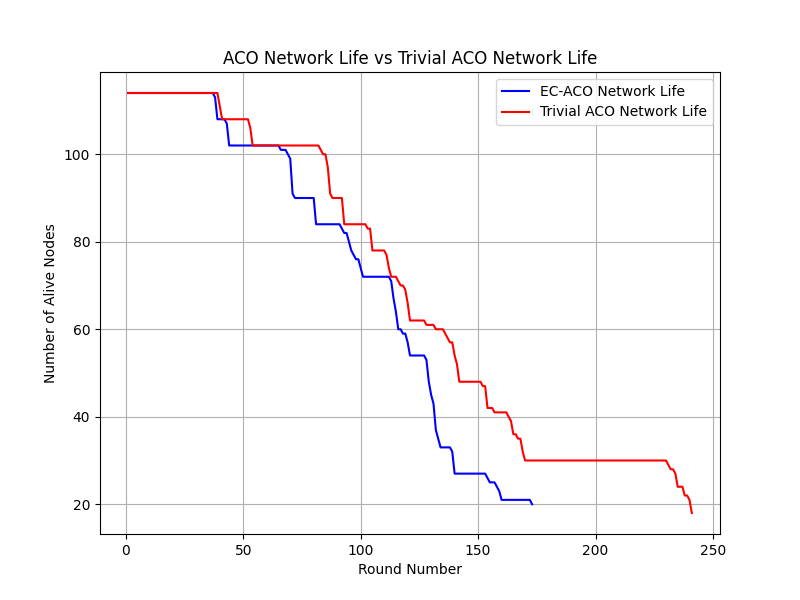 ACO Network Life vs Trivial ACO Network Life
EC-ACO Network Life
Trivial ACO Network Life
Number of Alive Nodes
100
80
60
40
20
0
50
100
150
200
250
Round Number